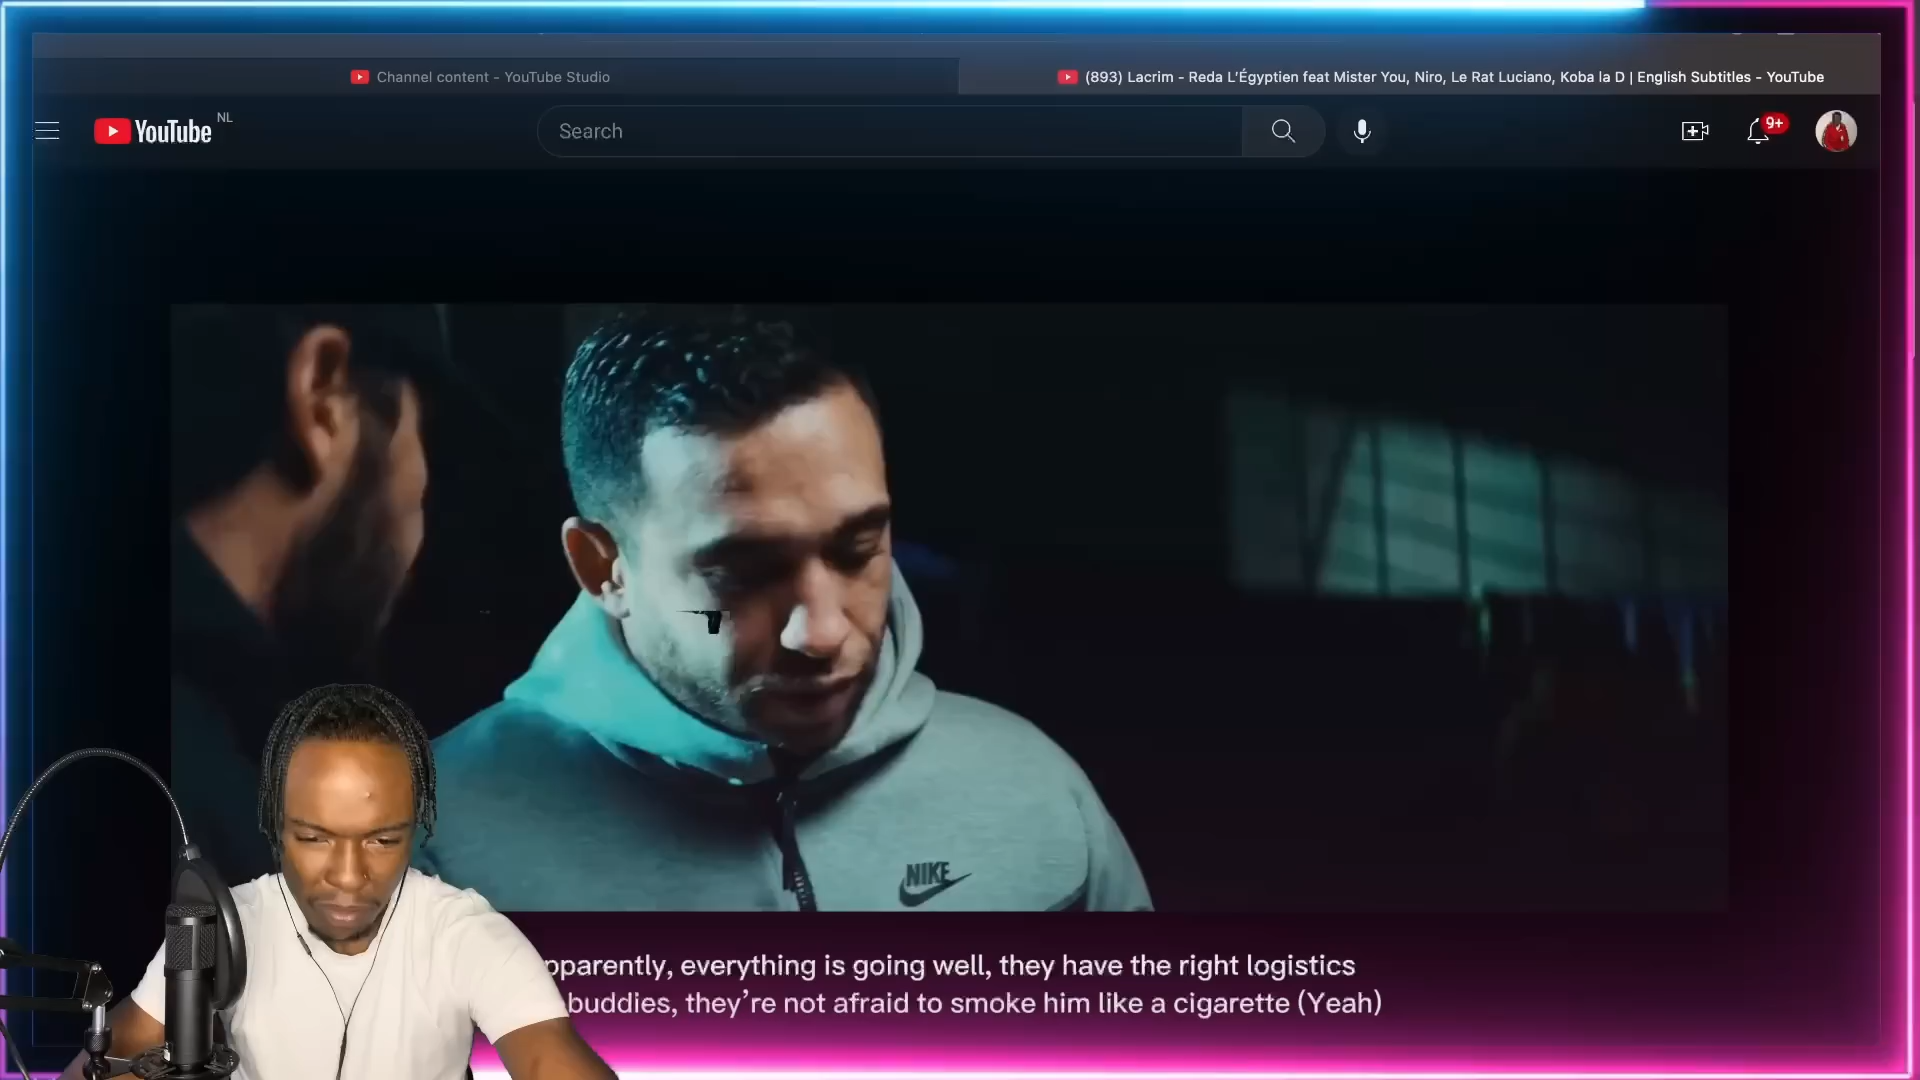 Channel content - YouTube Studio
(893) Lacrim - Reda L’Égyptien feat Mister You, Niro, Le Rat Luciano, Koba la D | English Subtitles - YouTube
YouTube NL
Search
9+
NIKE
pparently, everything is going well, they have the right logistics
buddies, they’re not afraid to smoke him like a cigarette (Yeah)